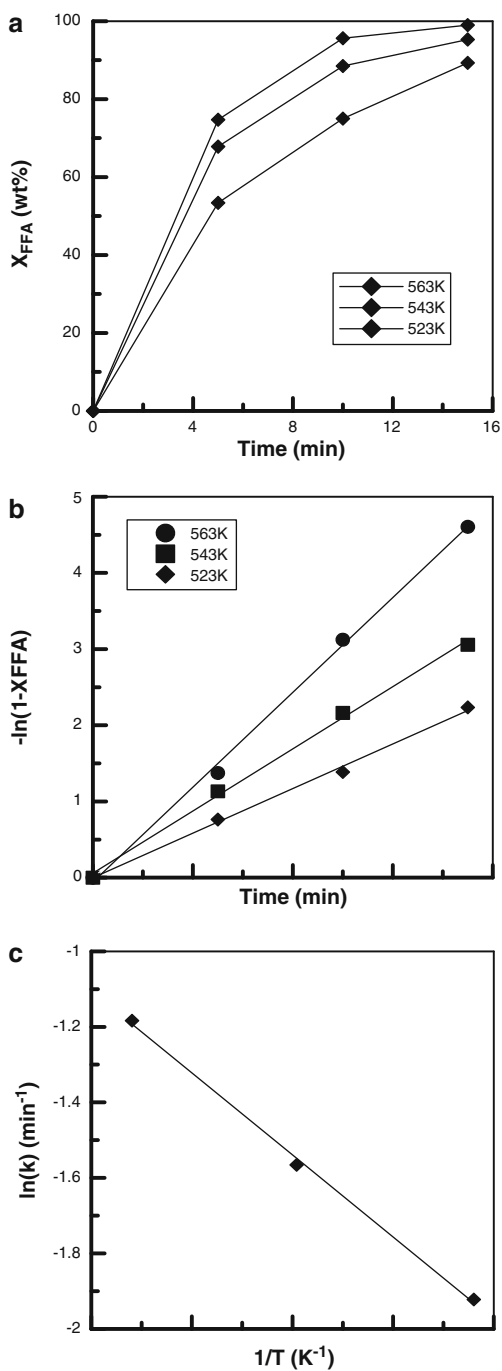 a
100
80
60
40
20
0
X_FFA (wt%)
563K
543K
523K
0 4 8 12 16
Time (min)
b
5
4
3
2
1
0
-ln(1-XFFA)
563K
543K
523K
Time (min)
c
-1
-1.2
-1.4
-1.6
-1.8
-2
ln(k) (min⁻¹)
1/T (K⁻¹)